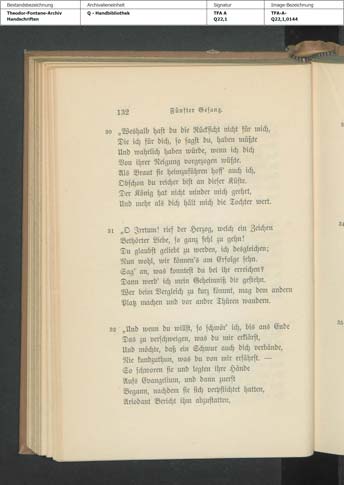 Bestandsbezeichnung
Theodor-Fontane-Archiv
Handschriften
Archivalieneinheit
Q - Handbibliothek
Signatur
TFA A
Q22,1
Image-Bezeichnung
TFA-A-
Q22,1,0144
132 Fünfter Gesang.
30 „Weshalb hast du die Rücksicht nicht für mich,
Die ich für dich, so sagst du, haben müßte
Und wahrlich haben würde, wenn ich dich
Von ihrer Neigung vorgezogen wüßte.
Als Braut sie heimzuführen hoff' auch ich,
Obschon du reicher bist an dieser Küste.
Der König hat nicht minder mich geehrt,
Und mehr als dich hält mich die Tochter wert.
31 „O Irrtum! rief der Herzog, welch ein Zeichen
Bethörter Liebe, so ganz fehl zu gehn!
Du glaubst geliebt zu werden, ich desgleichen;
Nun wohl, wir können's am Erfolge sehn.
Sag' an, was konntest du bei ihr erreichen?
Dann werd' ich mein Geheimniß dir gestehn.
Wer beim Vergleich zu kurz kömmt, mag dem andern
Platz machen und vor andre Thüren wandern.
32 „Und wenn du willst, so schwör' ich, bis ans Ende
Das zu verschweigen, was du mir erklärst,
Und möchte, daß ein Schwur auch dich verbände,
Nie kundzuthun, was du von mir erfährst. —
So schworen sie und legten ihre Hände
Aufs Evangelium, und dann zuerst
Begann, nachdem sie sich verpflichtet hatten,
Ariodant Bericht ihm abzustatten.
33
35